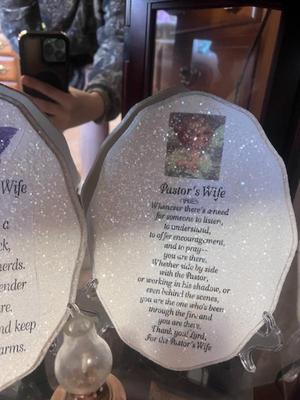 Wife
a
ck,
herds.
ender
are.
nd keep
arms.
Pastor's Wife
Whenever there's a need
for someone to listen,
to understand,
to offer encouragement,
and to pray--
you are there.
Whether side by side
with the Pastor,
or working in his shadow, or
even behind the scenes,
you are the one who's been
through the fire and
you are there.
Thank you! Lord,
For the Pastor's Wife